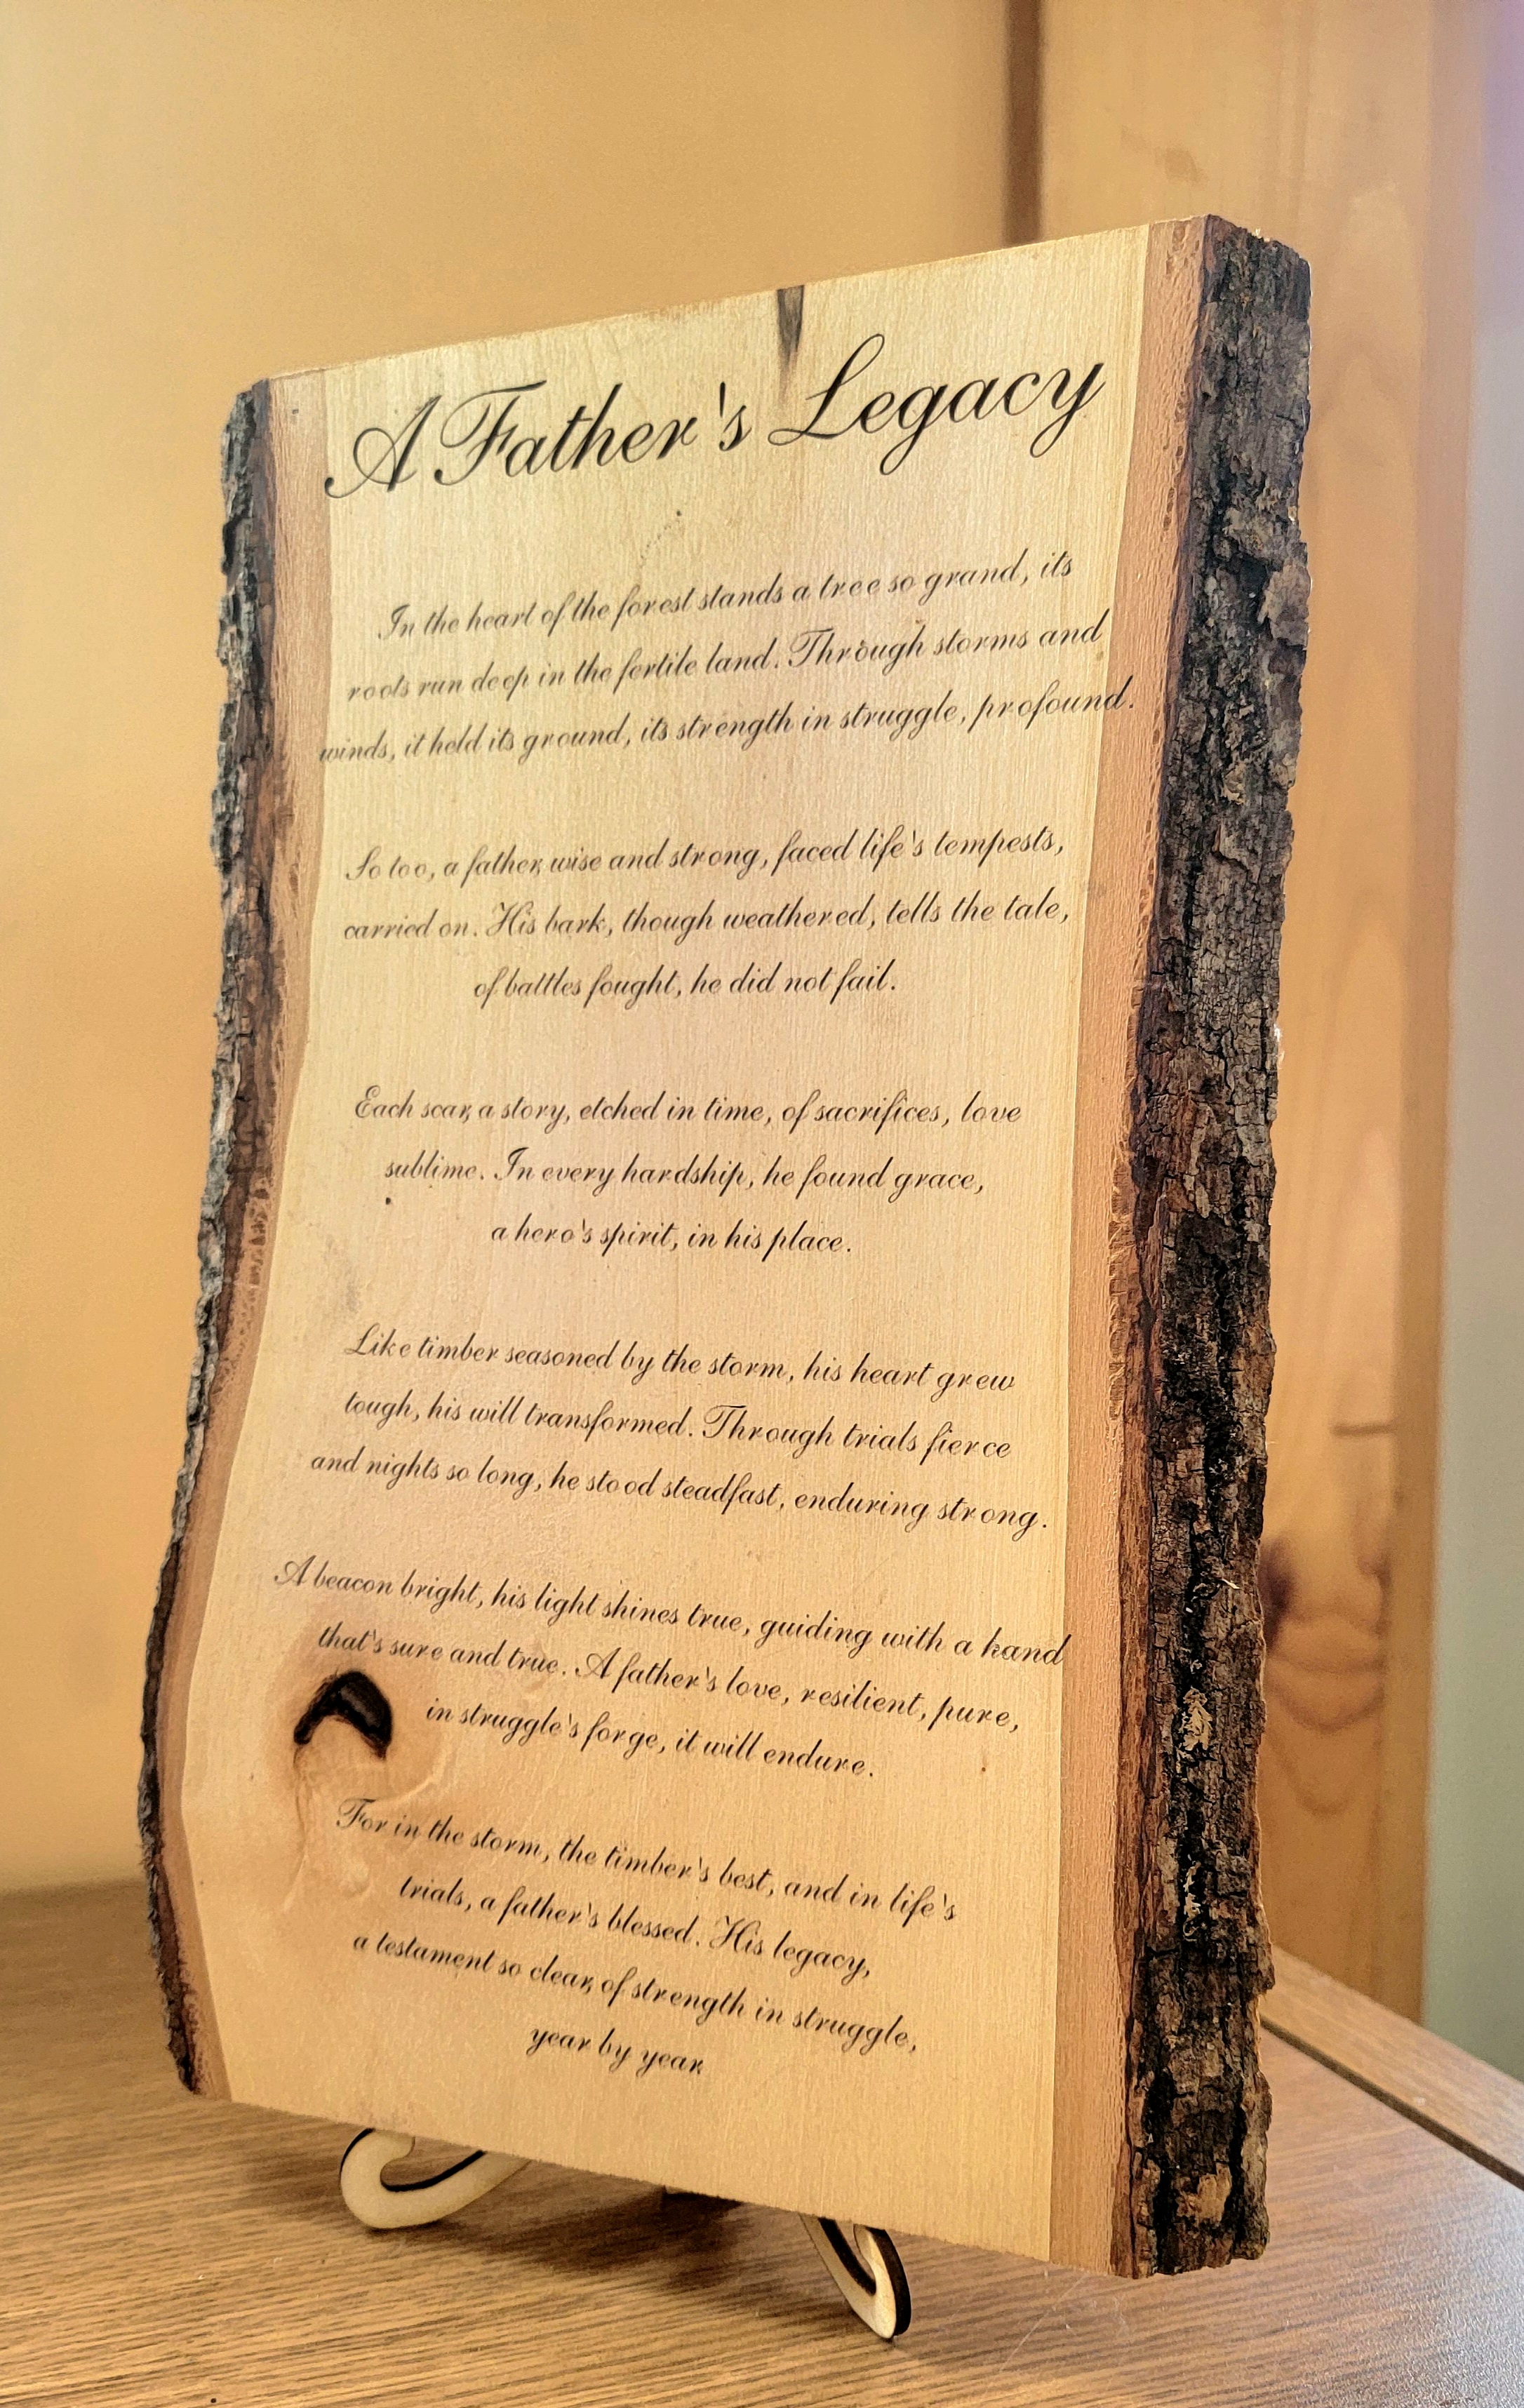 A Father's Legacy
In the heart of the forest stands a tree so grand, its
roots run deep in the fertile land. Through storms and
winds, it held its ground, its strength in struggle, profound.
So too, a father, wise and strong, faced life's tempests,
carried on. His bark, though weathered, tells the tale,
of battles fought, he did not fail.
Each scar, a story, etched in time, of sacrifices, love
sublime. In every hardship, he found grace,
a hero's spirit, in his place.
Like timber seasoned by the storm, his heart grew
tough, his will transformed. Through trials fierce
and nights so long, he stood steadfast, enduring strong.
A beacon bright, his light shines true, guiding with a hand
that's sure and true. A father's love, resilient, pure,
in struggle's forge, it will endure.
For in the storm, the timber's best, and in life's
trials, a father's blessed. His legacy,
a testament so clear, of strength in struggle,
year by year.